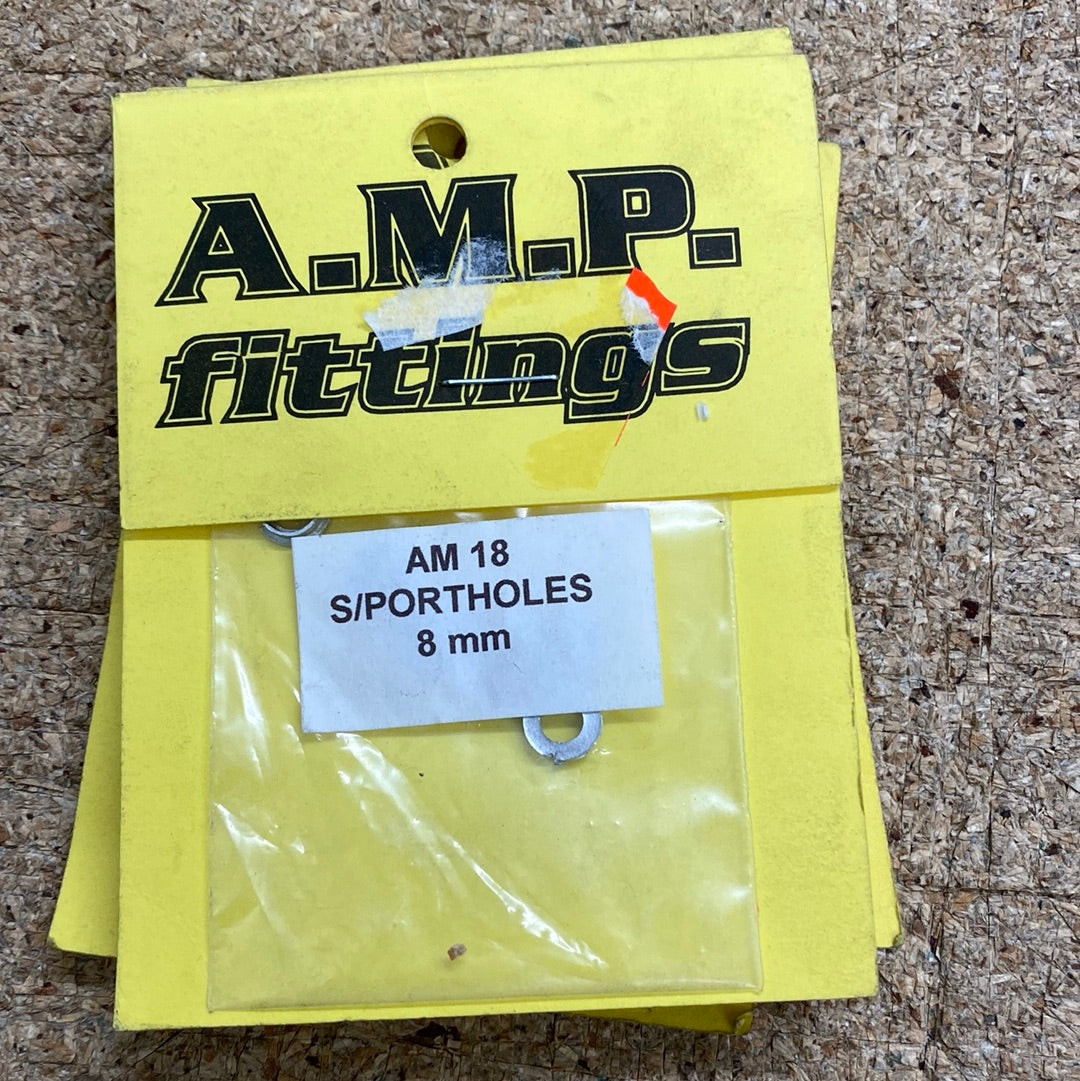 A.M.P.
fittings
AM 18
S/PORTHOLES
8 mm